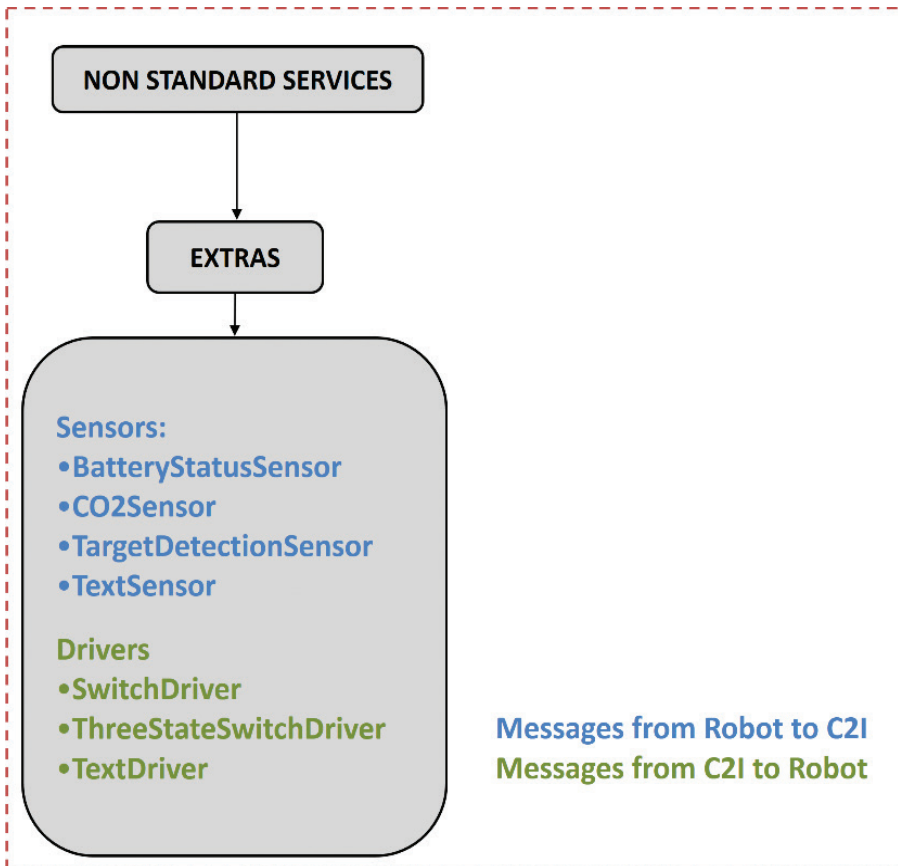 NON STANDARD SERVICES
EXTRAS
Sensors:
•BatteryStatusSensor
•CO2Sensor
•TargetDetectionSensor
•TextSensor
Drivers
•SwitchDriver
•ThreeStateSwitchDriver
•TextDriver
Messages from Robot to C2I
Messages from C2I to Robot